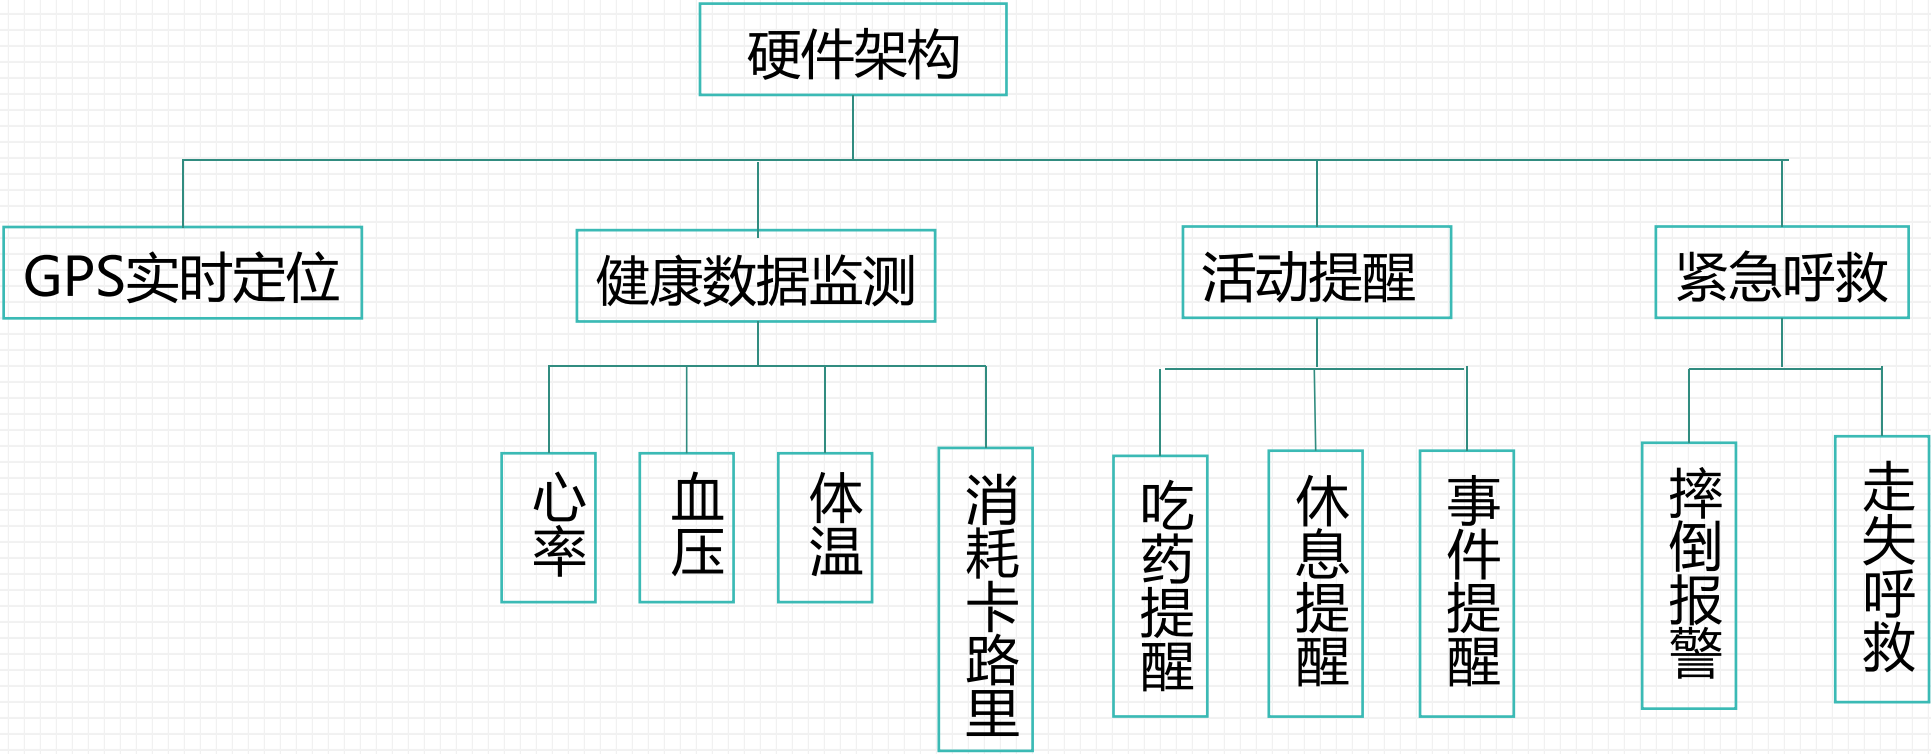 硬件架构
GPS实时定位
健康数据监测
活动提醒
紧急呼救
心率
血压
体温
消耗卡路里
吃药提醒
休息提醒
事件提醒
摔倒报警
走失呼救